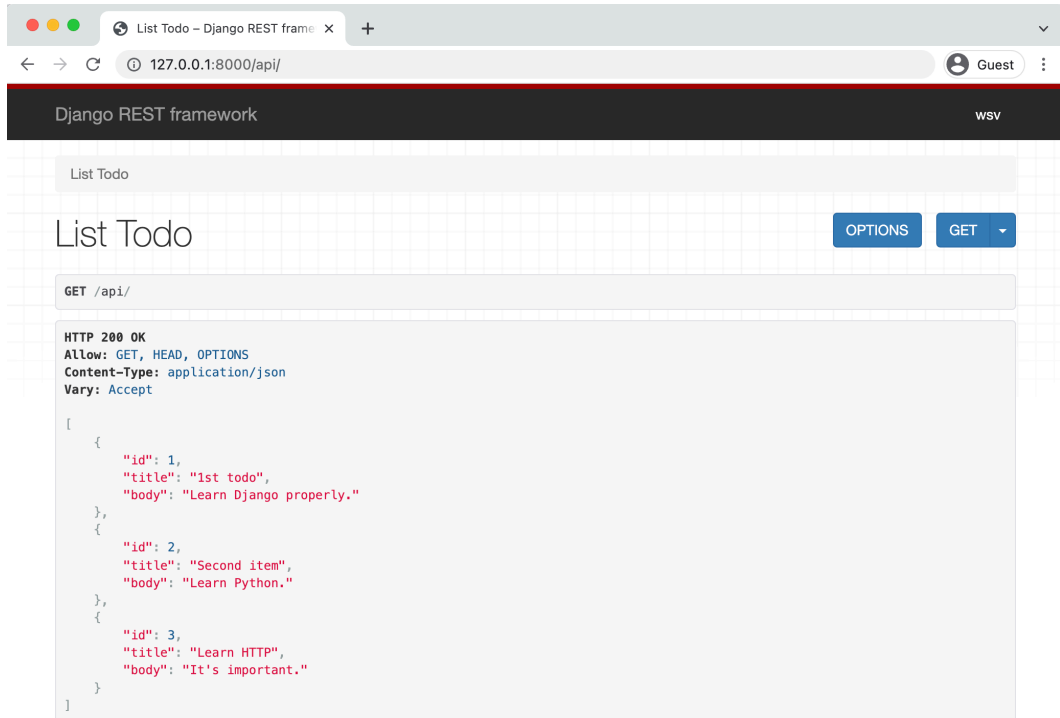 List Todo – Django REST frame
127.0.0.1:8000/api/
Guest
Django REST framework
wsv
List Todo
List Todo
OPTIONS
GET
GET /api/
HTTP 200 OK
Allow: GET, HEAD, OPTIONS
Content-Type: application/json
Vary: Accept
[
    {
        "id": 1,
        "title": "1st todo",
        "body": "Learn Django properly."
    },
    {
        "id": 2,
        "title": "Second item",
        "body": "Learn Python."
    },
    {
        "id": 3,
        "title": "Learn HTTP",
        "body": "It's important."
    }
]